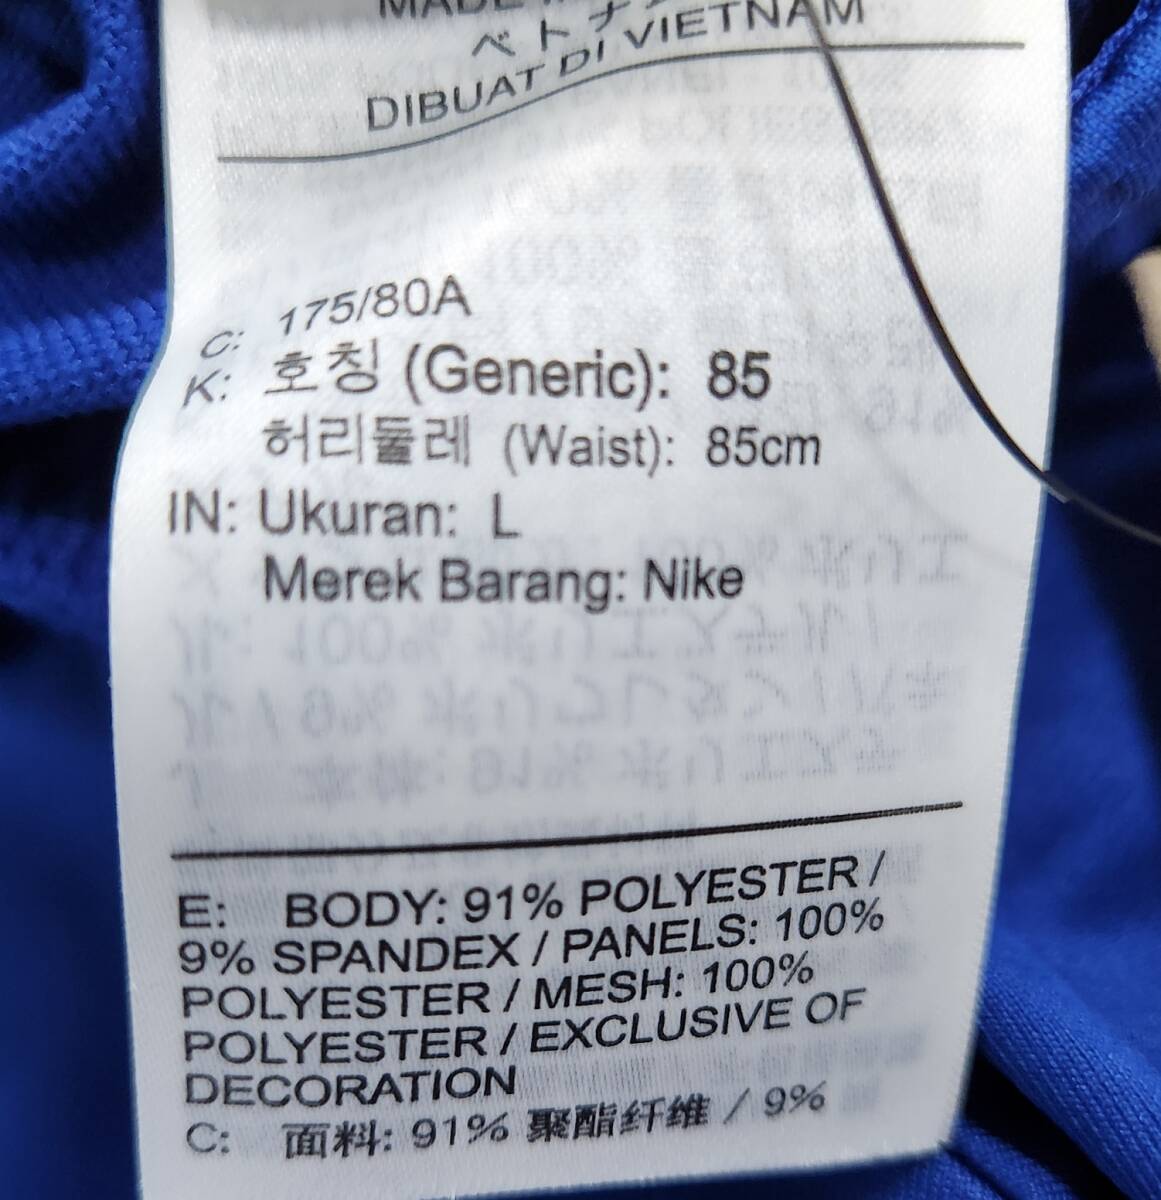 MADE
ベトナ
DIBUAT DI VIETNAM
C: 175/80A
K: 호칭 (Generic): 85
허리둘레 (Waist): 85cm
IN: Ukuran: L
Merek Barang: Nike
E: BODY: 91% POLYESTER /
9% SPANDEX / PANELS: 100%
POLYESTER / MESH: 100%
POLYESTER / EXCLUSIVE OF
DECORATION
C: 面料: 91% 聚酯纤维 / 9%